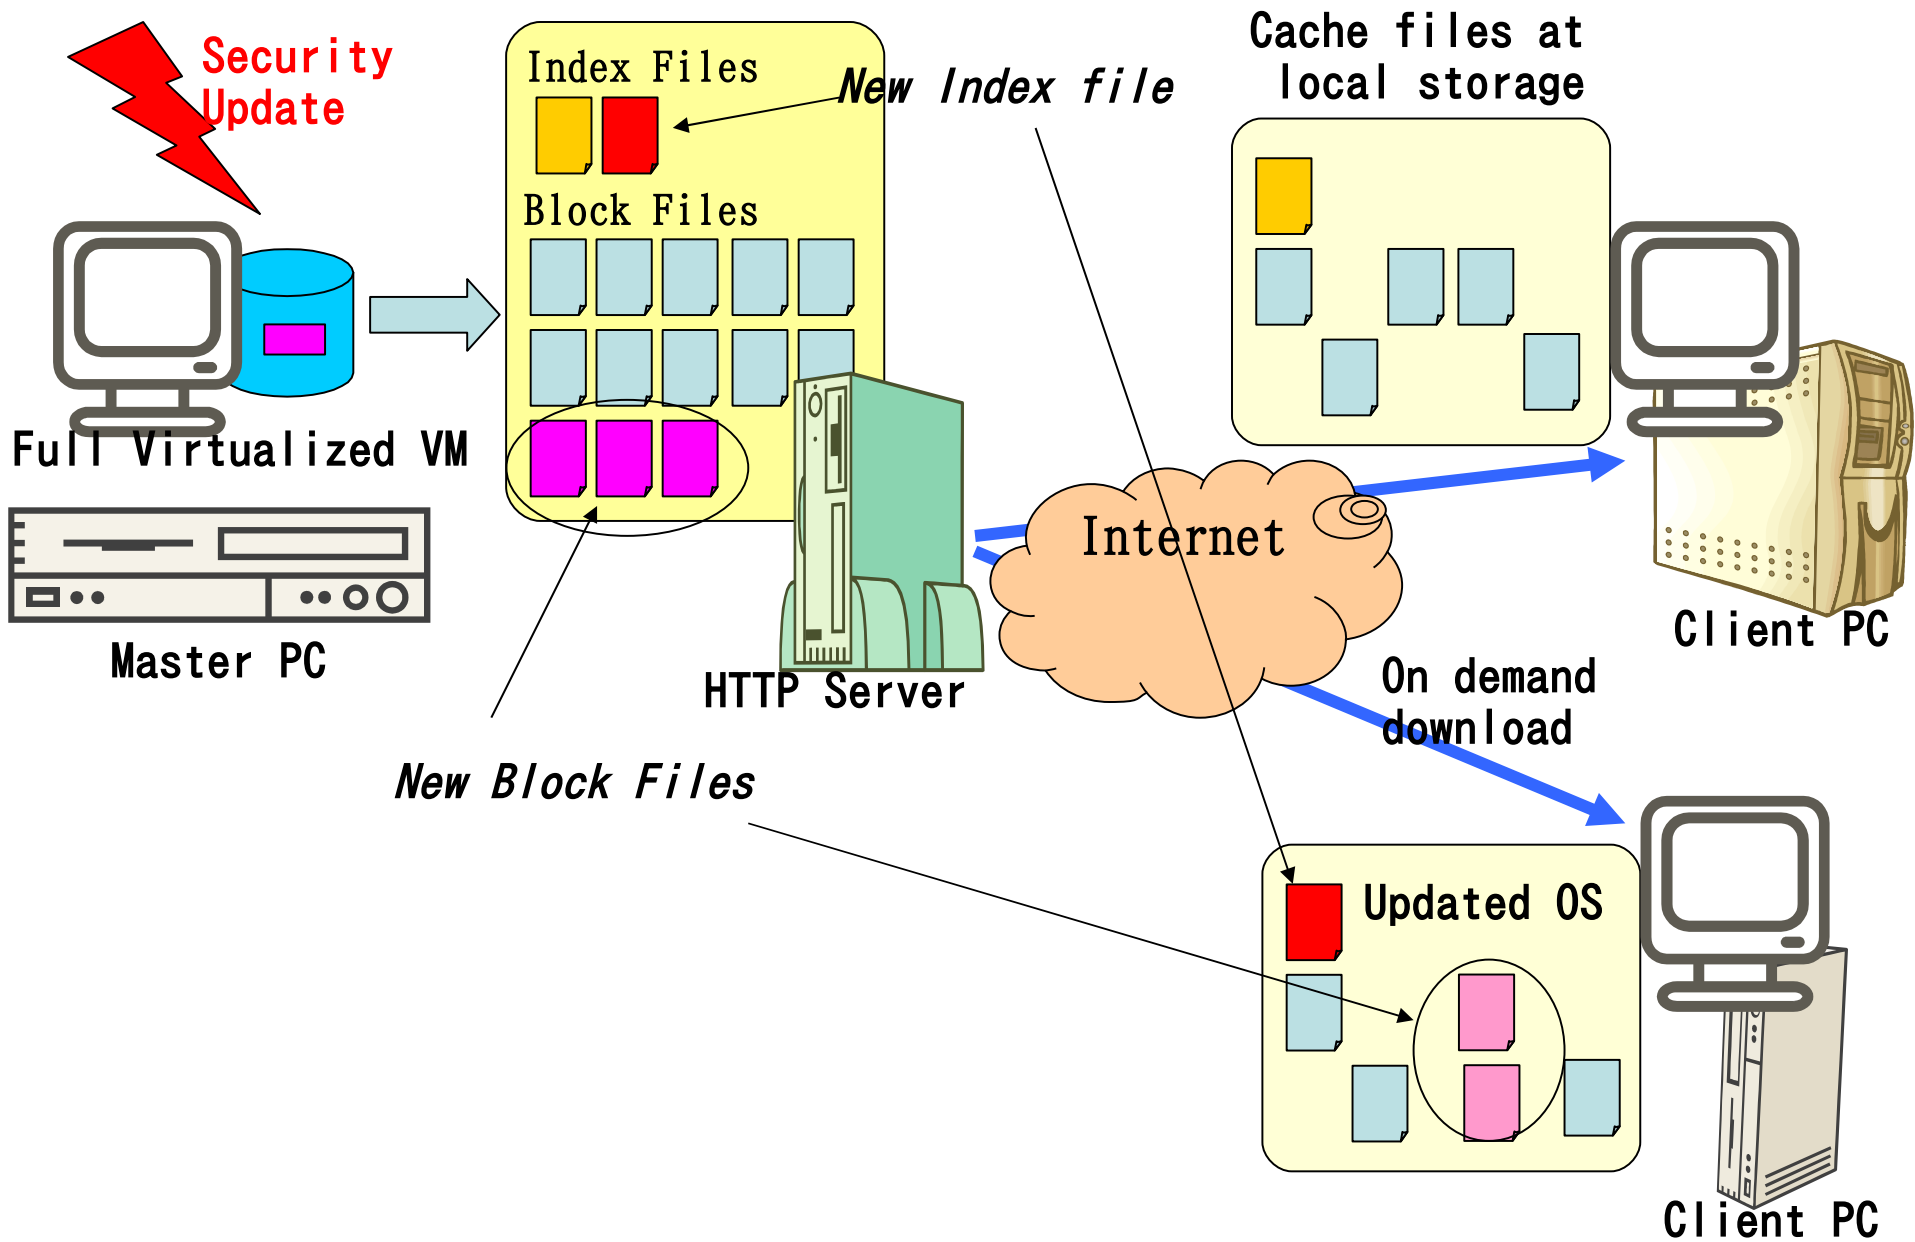 Security
Update
Index Files
New Index file
Cache files at
local storage
Block Files
Full Virtualized VM
Internet
Master PC
HTTP Server
Client PC
On demand
download
New Block Files
Updated OS
Client PC